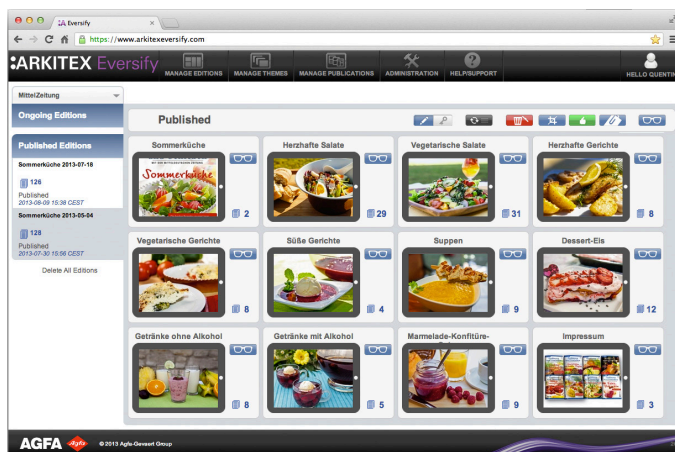 :A Eversify
https://www.arkitexeversify.com
:ARKITEX Eversify
MANAGE EDITIONS MANAGE THEMES MANAGE PUBLICATIONS ADMINISTRATION HELP/SUPPORT HELLO QUENTIN
MittelZeitung
Ongoing Editions
Published
Published Editions
Sommerküche 2013-07-16
126
Published
2013-08-09 15:38 CEST
Sommerküche 2013-05-04
128
Published
2013-07-30 15:56 CEST
Delete All Editions
Sommerküche Herzhafte Salate Vegetarische Salate Herzhafte Gerichte
Sommerküche
2 29 31 8
Vegetarische Gerichte Süße Gerichte Suppen Dessert-Eis
8 4 9 12
Getränke ohne Alkohol Getränke mit Alkohol Marmelade-Konfitüre- Impressum
8 5 9 3
AGFA Agfa © 2013 Agfa-Gevaert Group